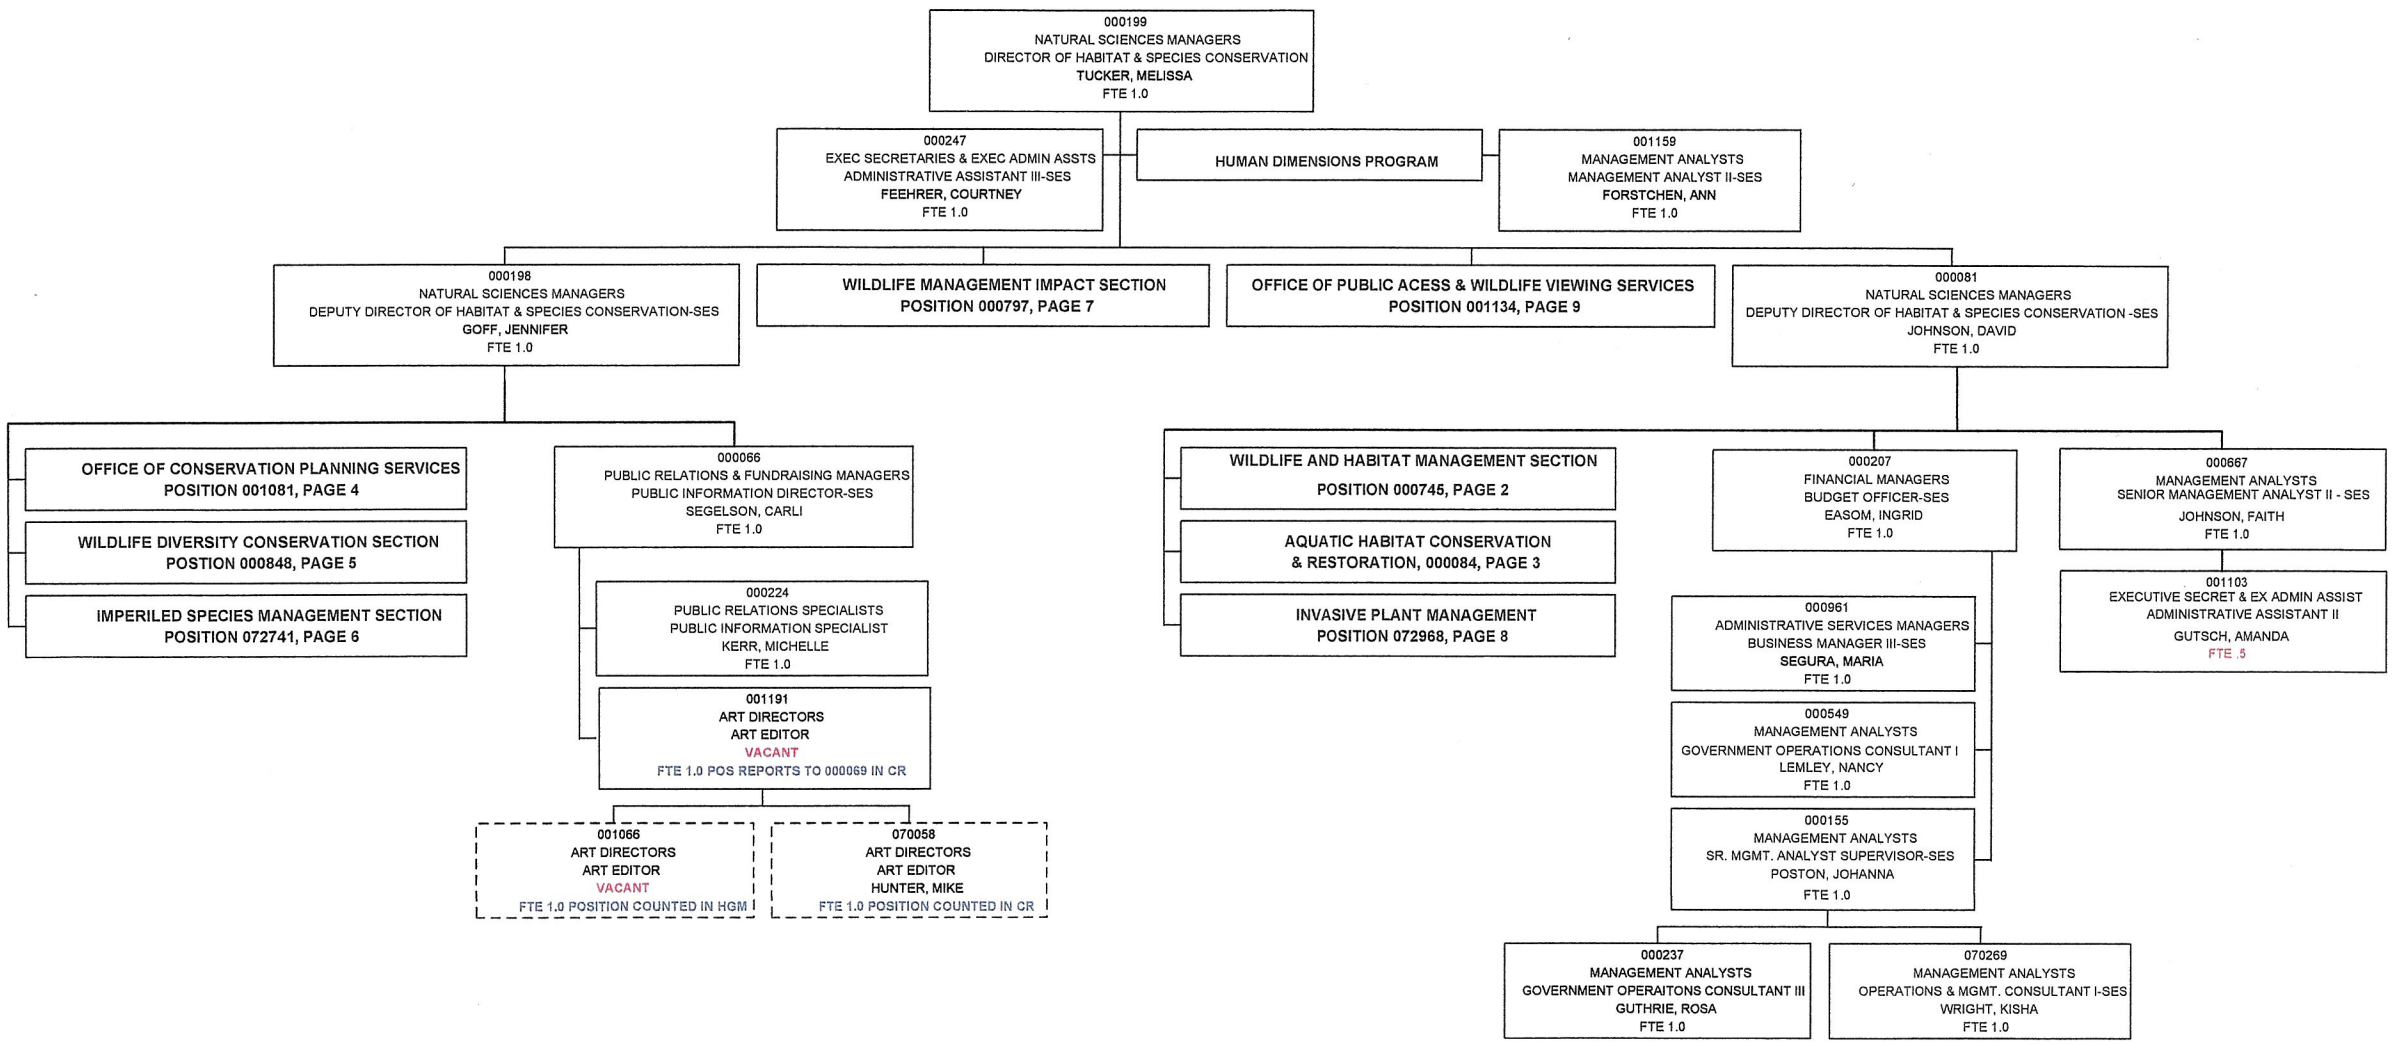 000199
NATURAL SCIENCES MANAGERS
DIRECTOR OF HABITAT & SPECIES CONSERVATION
TUCKER, MELISSA
FTE 1.0
000247
EXEC SECRETARIES & EXEC ADMIN ASSTS
ADMINISTRATIVE ASSISTANT III-SES
FEEHRER, COURTNEY
FTE 1.0
HUMAN DIMENSIONS PROGRAM
001159
MANAGEMENT ANALYSTS
MANAGEMENT ANALYST II-SES
FORSTCHEN, ANN
FTE 1.0
000198
NATURAL SCIENCES MANAGERS
DEPUTY DIRECTOR OF HABITAT & SPECIES CONSERVATION-SES
GOFF, JENNIFER
FTE 1.0
WILDLIFE MANAGEMENT IMPACT SECTION
POSITION 000797, PAGE 7
OFFICE OF PUBLIC ACESS & WILDLIFE VIEWING SERVICES
POSITION 001134, PAGE 9
000081
NATURAL SCIENCES MANAGERS
DEPUTY DIRECTOR OF HABITAT & SPECIES CONSERVATION -SES
JOHNSON, DAVID
FTE 1.0
OFFICE OF CONSERVATION PLANNING SERVICES
POSITION 001081, PAGE 4
WILDLIFE DIVERSITY CONSERVATION SECTION
POSTION 000848, PAGE 5
IMPERILED SPECIES MANAGEMENT SECTION
POSITION 072741, PAGE 6
000066
PUBLIC RELATIONS & FUNDRAISING MANAGERS
PUBLIC INFORMATION DIRECTOR-SES
SEGELSON, CARLI
FTE 1.0
000224
PUBLIC RELATIONS SPECIALISTS
PUBLIC INFORMATION SPECIALIST
KERR, MICHELLE
FTE 1.0
001191
ART DIRECTORS
ART EDITOR
VACANT
FTE 1.0 POS REPORTS TO 000069 IN CR
001066
ART DIRECTORS
ART EDITOR
VACANT
FTE 1.0 POSITION COUNTED IN HGM
070058
ART DIRECTORS
ART EDITOR
HUNTER, MIKE
FTE 1.0 POSITION COUNTED IN CR
WILDLIFE AND HABITAT MANAGEMENT SECTION
POSITION 000745, PAGE 2
AQUATIC HABITAT CONSERVATION
& RESTORATION, 000084, PAGE 3
INVASIVE PLANT MANAGEMENT
POSITION 072968, PAGE 8
000207
FINANCIAL MANAGERS
BUDGET OFFICER-SES
EASOM, INGRID
FTE 1.0
000667
MANAGEMENT ANALYSTS
SENIOR MANAGEMENT ANALYST II - SES
JOHNSON, FAITH
FTE 1.0
001103
EXECUTIVE SECRET & EX ADMIN ASSIST
ADMINISTRATIVE ASSISTANT II
GUTSCH, AMANDA
FTE .5
000961
ADMINISTRATIVE SERVICES MANAGERS
BUSINESS MANAGER III-SES
SEGURA, MARIA
FTE 1.0
000549
MANAGEMENT ANALYSTS
GOVERNMENT OPERATIONS CONSULTANT I
LEMLEY, NANCY
FTE 1.0
000155
MANAGEMENT ANALYSTS
SR. MGMT. ANALYST SUPERVISOR-SES
POSTON, JOHANNA
FTE 1.0
000237
MANAGEMENT ANALYSTS
GOVERNMENT OPERAITONS CONSULTANT III
GUTHRIE, ROSA
FTE 1.0
070269
MANAGEMENT ANALYSTS
OPERATIONS & MGMT. CONSULTANT I-SES
WRIGHT, KISHA
FTE 1.0